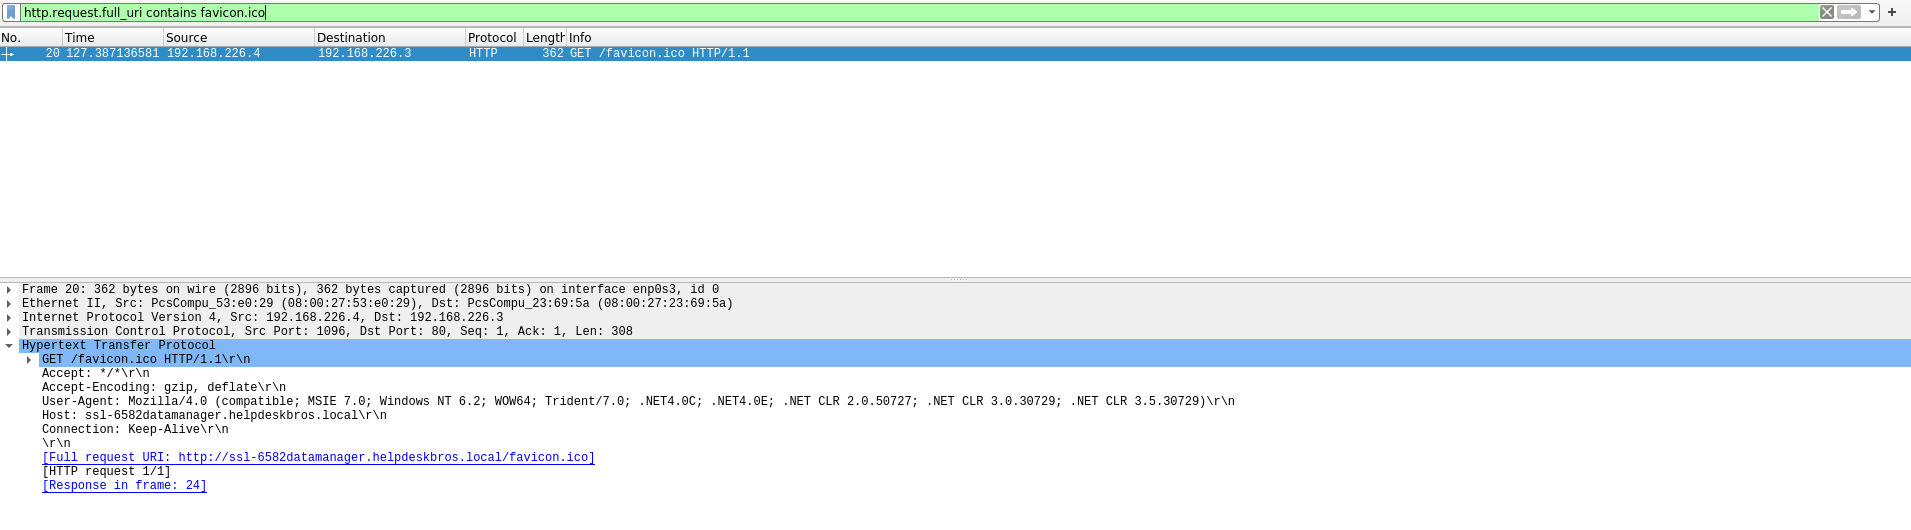 http.request.full_uri contains favicon.ico
No. Time Source Destination Protocol Length Info
20 127.387136581 192.168.226.4 192.168.226.3 HTTP 362 GET /favicon.ico HTTP/1.1
Frame 20: 362 bytes on wire (2896 bits), 362 bytes captured (2896 bits) on interface enp0s3, id 0
Ethernet II, Src: PcsCompu_53:e0:29 (08:00:27:53:e0:29), Dst: PcsCompu_23:69:5a (08:00:27:23:69:5a)
Internet Protocol Version 4, Src: 192.168.226.4, Dst: 192.168.226.3
Transmission Control Protocol, Src Port: 1096, Dst Port: 80, Seq: 1, Ack: 1, Len: 308
Hypertext Transfer Protocol
GET /favicon.ico HTTP/1.1\r\n
Accept: */*\r\n
Accept-Encoding: gzip, deflate\r\n
User-Agent: Mozilla/4.0 (compatible; MSIE 7.0; Windows NT 6.2; WOW64; Trident/7.0; .NET4.0C; .NET4.0E; .NET CLR 2.0.50727; .NET CLR 3.0.30729; .NET CLR 3.5.30729)\r\n
Host: ssl-6582datamanager.helpdeskbros.local\r\n
Connection: Keep-Alive\r\n
\r\n
[Full request URI: http://ssl-6582datamanager.helpdeskbros.local/favicon.ico]
[HTTP request 1/1]
[Response in frame: 24]